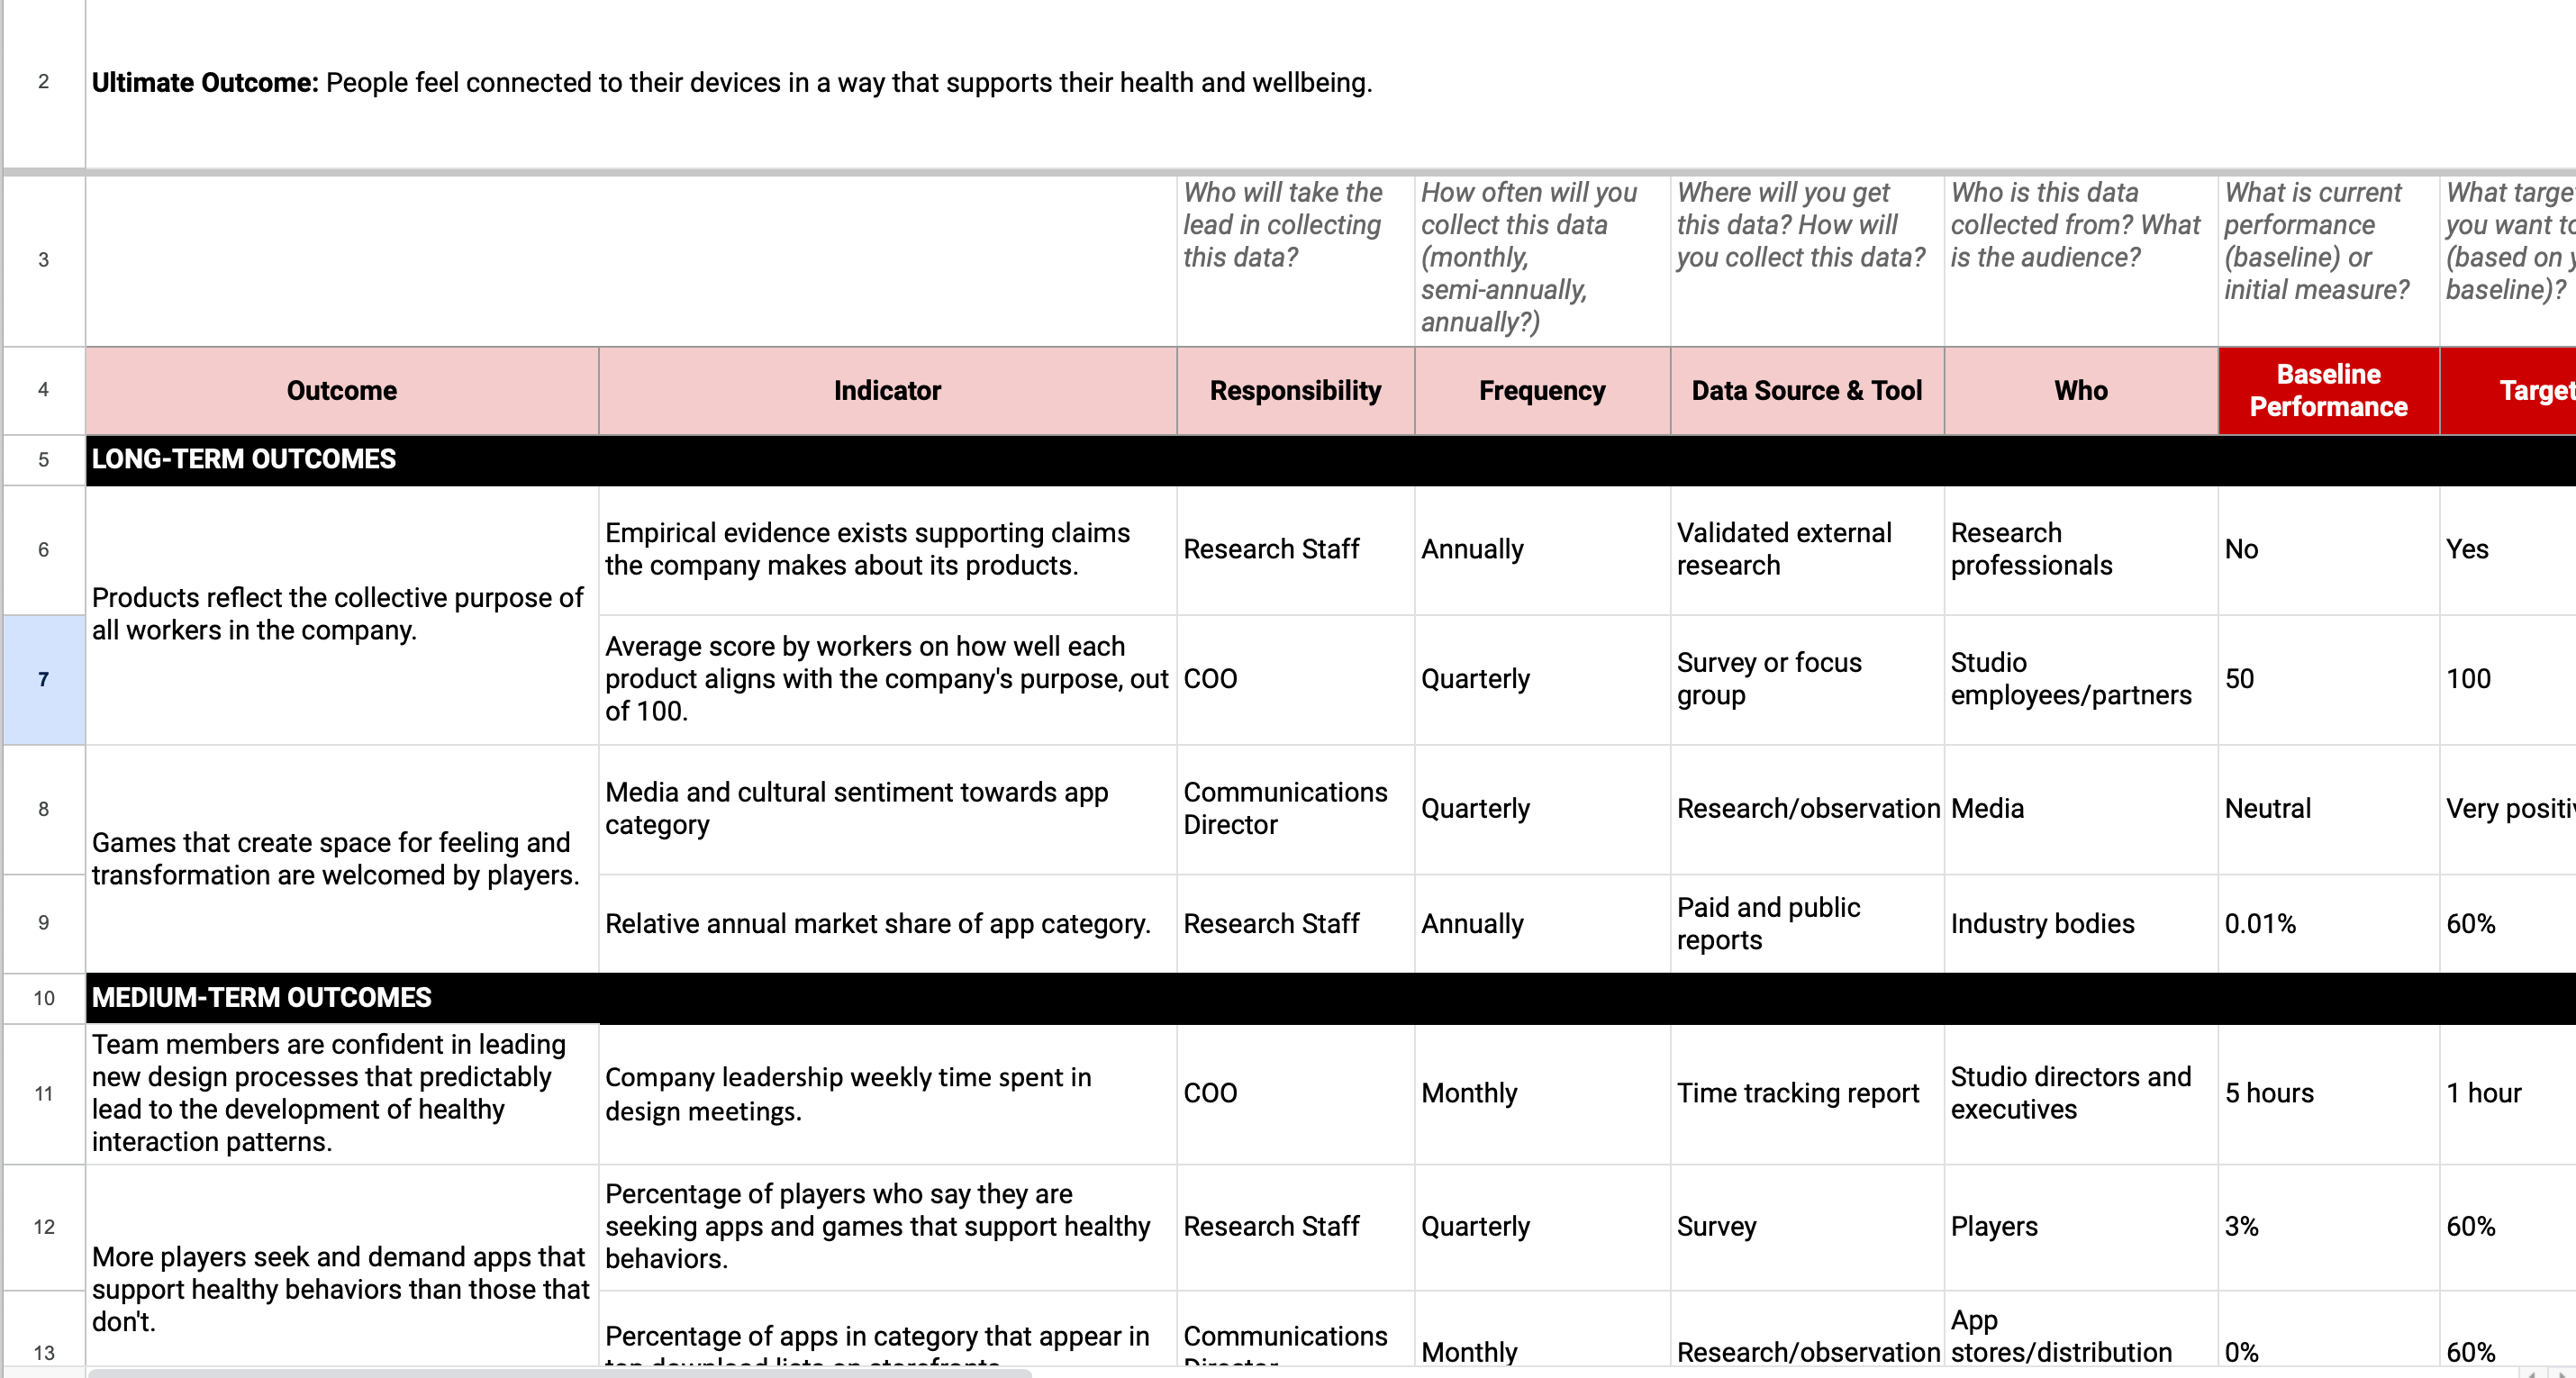 2
Ultimate Outcome: People feel connected to their devices in a way that supports their health and wellbeing.
3
Who will take the
lead in collecting
this data?
How often will you
collect this data
(monthly,
semi-annually,
annually?)
Where will you get
this data? How will
you collect this data?
Who is this data
collected from? What
is the audience?
What is current
performance
(baseline) or
initial measure?
What
you want
(based on
baseline)?
4
Outcome
Indicator
Responsibility
Frequency
Data Source & Tool
Who
Baseline
Performance
Target
5
LONG-TERM OUTCOMES
6
Products reflect the collective purpose of
all workers in the company.
Empirical evidence exists supporting claims
the company makes about its products.
Research Staff
Annually
Validated external
research
Research
professionals
No
Yes
7
Average score by workers on how well each
product aligns with the company's purpose, out
of 100.
COO
Quarterly
Survey or focus
group
Studio
employees/partners
50
100
8
Games that create space for feeling and
transformation are welcomed by players.
Media and cultural sentiment towards app
category
Communications
Director
Quarterly
Research/observation
Media
Neutral
Very
9
Relative annual market share of app category.
Research Staff
Annually
Paid and public
reports
Industry bodies
0.01%
60%
10
MEDIUM-TERM OUTCOMES
11
Team members are confident in leading
new design processes that predictably
lead to the development of healthy
interaction patterns.
Company leadership weekly time spent in
design meetings.
COO
Monthly
Time tracking report
Studio directors and
executives
5 hours
1 hour
12
More players seek and demand apps that
support healthy behaviors than those that
don't.
Percentage of players who say they are
seeking apps and games that support healthy
behaviors.
Research Staff
Quarterly
Survey
Players
3%
60%
13
Percentage of apps in category that appear in
Communications
Monthly
Research/observation
App
stores/distribution
0%
60%